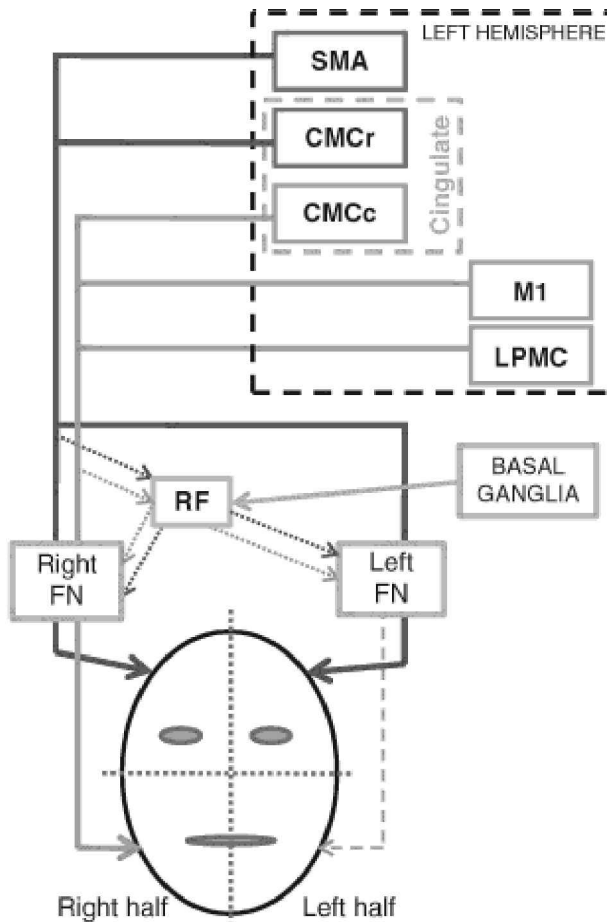 LEFT HEMISPHERE
SMA
CMCr
Cingulate
CMCc
M1
LPMC
BASAL
GANGLIA
RF
Right
FN
Left
FN
Right half
Left half